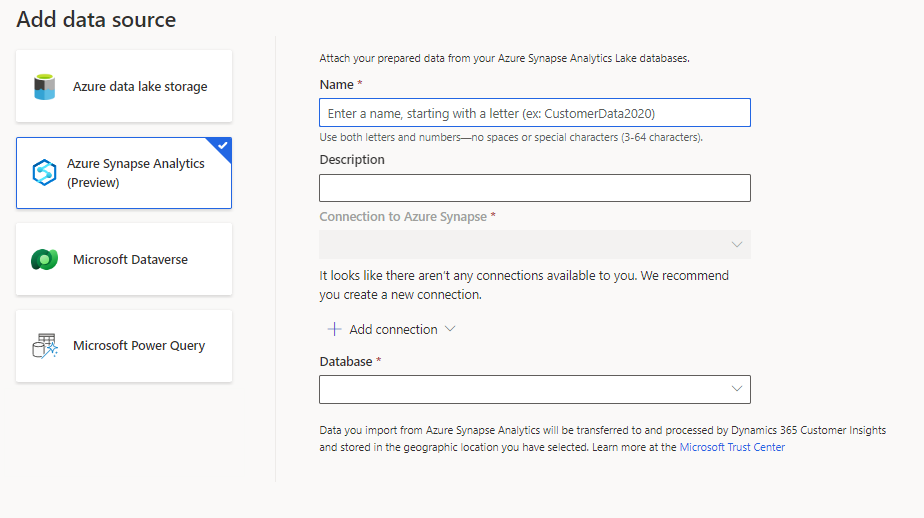 Add data source
Azure data lake storage
Azure Synapse Analytics
(Preview)
Microsoft Dataverse
Microsoft Power Query
Attach your prepared data from your Azure Synapse Analytics Lake databases.
Name *
Enter a name, starting with a letter (ex: CustomerData2020)
Use both letters and numbers—no spaces or special characters (3-64 characters).
Description
Connection to Azure Synapse *
It looks like there aren't any connections available to you. We recommend
you create a new connection.
Add connection
Database *
Data you import from Azure Synapse Analytics will be transferred to and processed by Dynamics 365 Customer Insights
and stored in the geographic location you have selected. Learn more at the Microsoft Trust Center